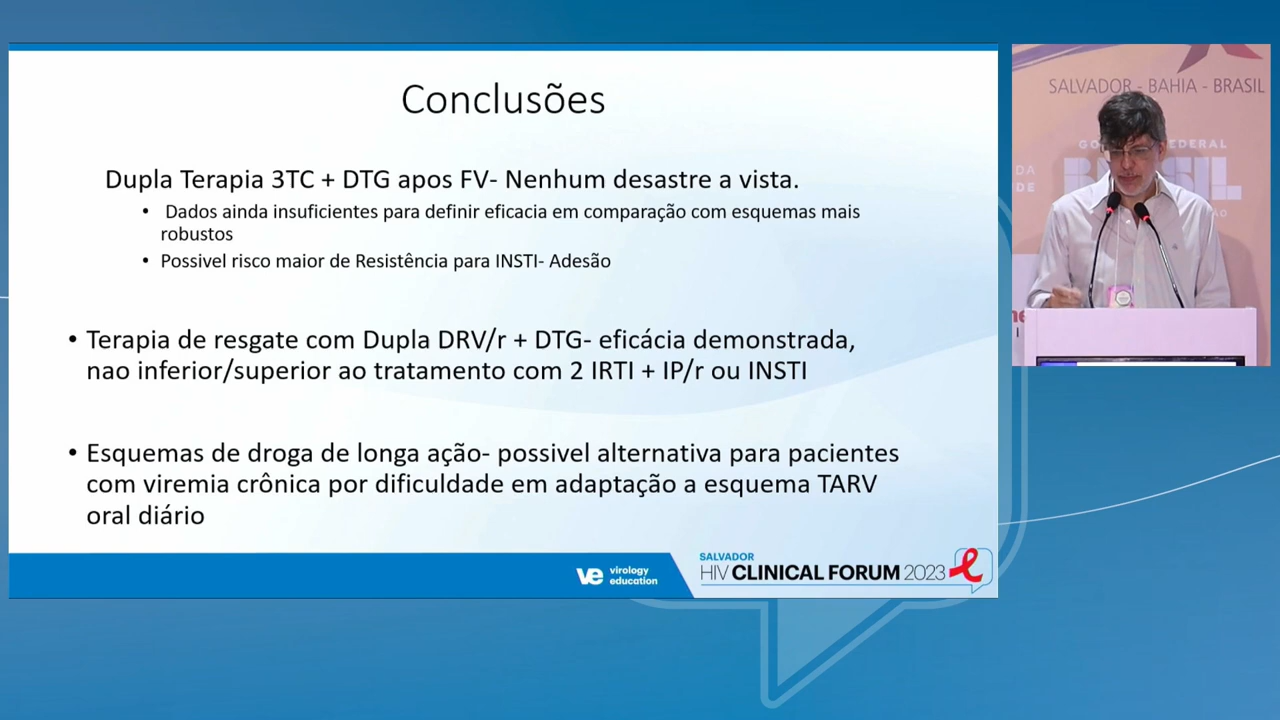 Conclusões
Dupla Terapia 3TC + DTG apos FV- Nenhum desastre a vista.
• Dados ainda insuficientes para definir eficacia em comparação com esquemas mais
robustos
• Possivel risco maior de Resistência para INSTI- Adesão
• Terapia de resgate com Dupla DRV/r + DTG- eficácia demonstrada,
nao inferior/superior ao tratamento com 2 IRTI + IP/r ou INSTI
• Esquemas de droga de longa ação- possivel alternativa para pacientes
com viremia crônica por dificuldade em adaptação a esquema TARV
oral diário
ve virology
education
SALVADOR
HIV CLINICAL FORUM 2023
SALVADOR - BAHIA - BRASIL